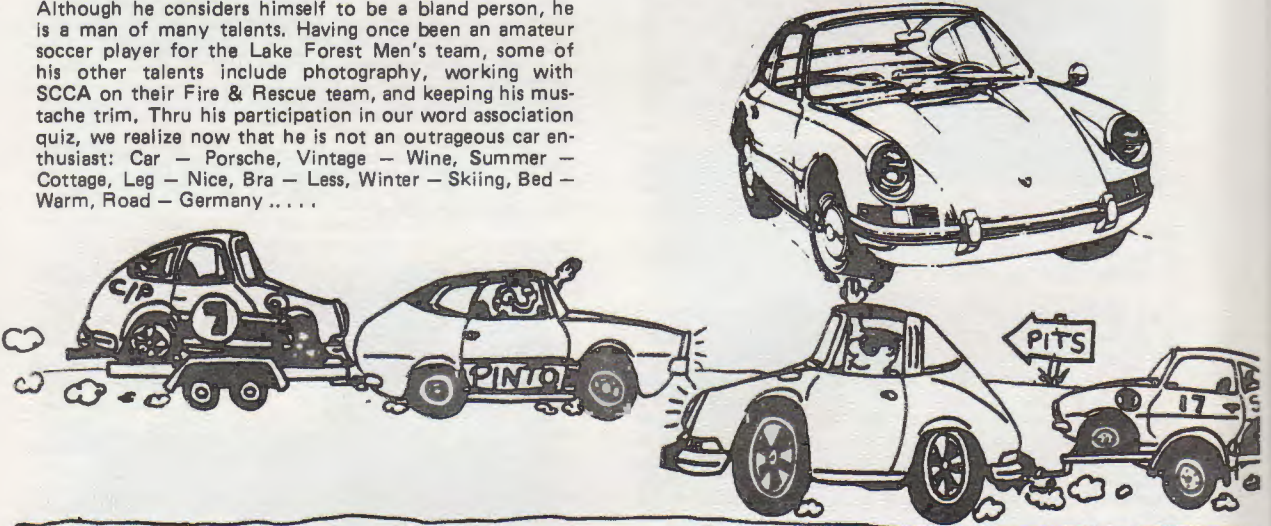 Although he considers himself to be a bland person, he
is a man of many talents. Having once been an amateur
soccer player for the Lake Forest Men's team, some of
his other talents include photography, working with
SCCA on their Fire & Rescue team, and keeping his mus-
tache trim. Thru his participation in our word association
quiz, we realize now that he is not an outrageous car en-
thusiast: Car — Porsche, Vintage — Wine, Summer —
Cottage, Leg — Nice, Bra — Less, Winter — Skiing, Bed —
Warm, Road — Germany . . . . .
C/P
7
PINTO
PITS
17